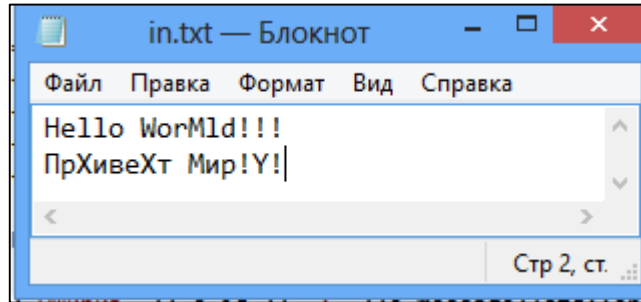 in.txt — Блокнот
Файл Правка Формат Вид Справка
Hello WorMld!!!
ПрХивеХт Мир!Y!
Стр 2, ст.